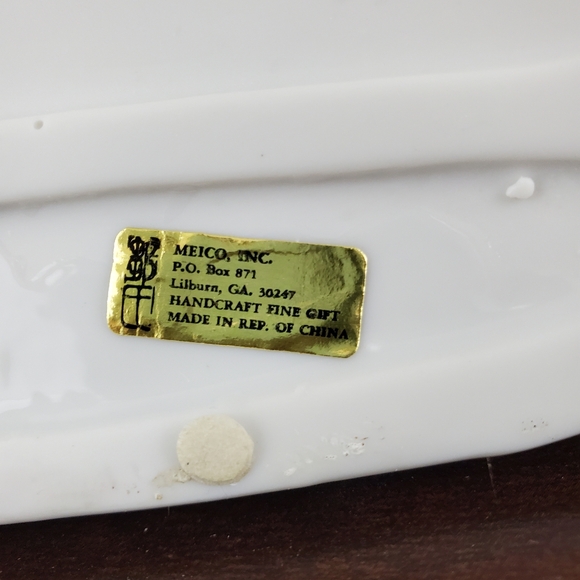 MEICO, INC.
P.O. Box 871
Lilburn, GA. 30247
HANDCRAFT FINE GIFT
MADE IN REP. OF CHINA